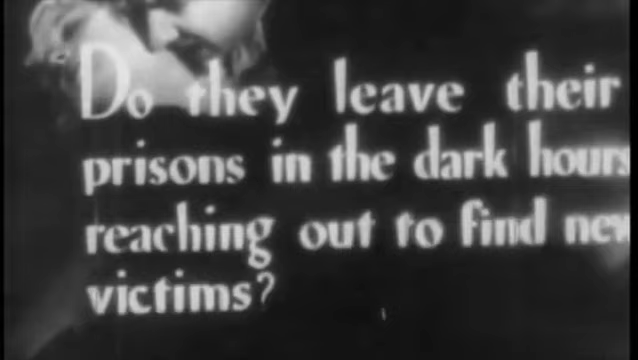 Do they leave their
prisons in the dark hours
reaching out to find new
victims?